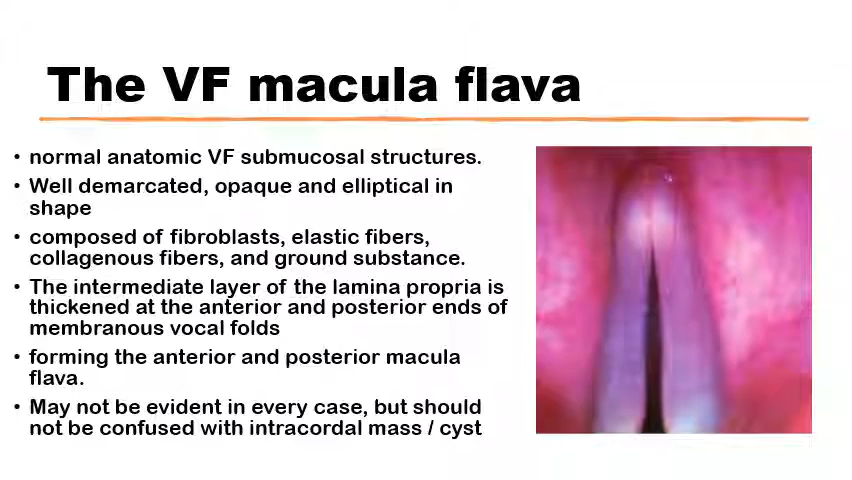 The VF macula flava
• normal anatomic VF submucosal structures.
• Well demarcated, opaque and elliptical in
shape
• composed of fibroblasts, elastic fibers,
collagenous fibers, and ground substance.
• The intermediate layer of the lamina propria is
thickened at the anterior and posterior ends of
membranous vocal folds
• forming the anterior and posterior macula
flava.
• May not be evident in every case, but should
not be confused with intracordal mass / cyst